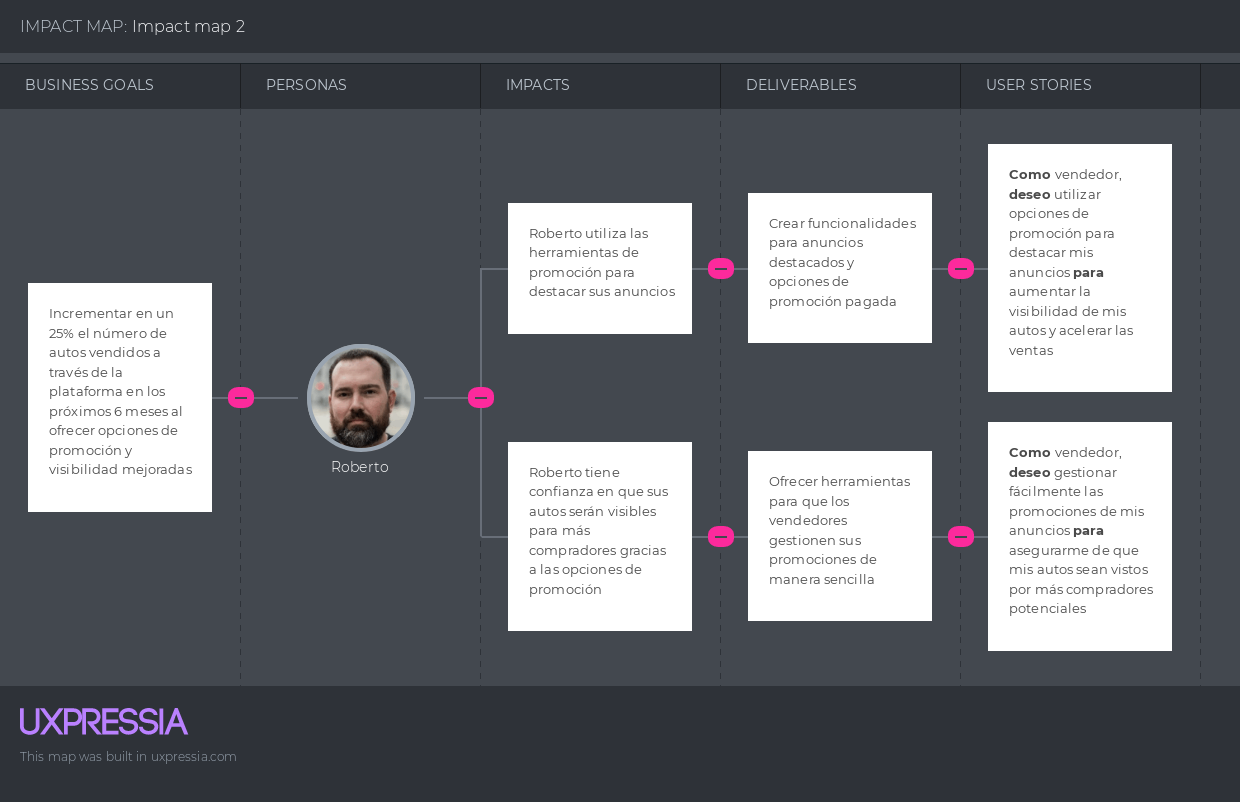 IMPACT MAP: Impact map 2
BUSINESS GOALS
PERSONAS
IMPACTS
DELIVERABLES
USER STORIES
Incrementar en un
25% el número de
autos vendidos a
través de la
plataforma en los
próximos 6 meses al
ofrecer opciones de
promoción y
visibilidad mejoradas
Roberto
Roberto utiliza las
herramientas de
promoción para
destacar sus anuncios
Crear funcionalidades
para anuncios
destacados y
opciones de
promoción pagada
Como vendedor,
deseo utilizar
opciones de
promoción para
destacar mis
anuncios para
aumentar la
visibilidad de mis
autos y acelerar las
ventas
Roberto tiene
confianza en que sus
autos serán visibles
para más
compradores gracias
a las opciones de
promoción
Ofrecer herramientas
para que los
vendedores
gestionen sus
promociones de
manera sencilla
Como vendedor,
deseo gestionar
fácilmente las
promociones de mis
anuncios para
asegurarme de que
mis autos sean vistos
por más compradores
potenciales
UXPRESSIA
This map was built in uxpressia.com